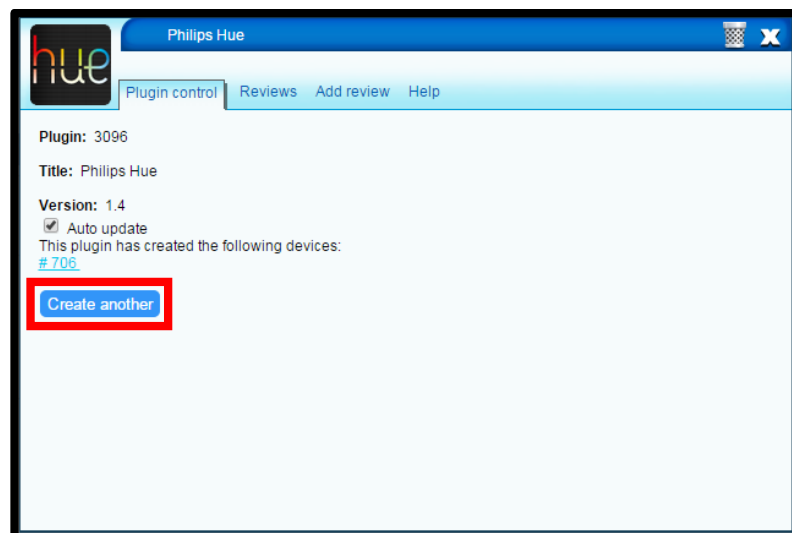 Philips Hue
hue
Plugin control Reviews Add review Help
Plugin: 3096
Title: Philips Hue
Version: 1.4
Auto update
This plugin has created the following devices:
# 706
Create another